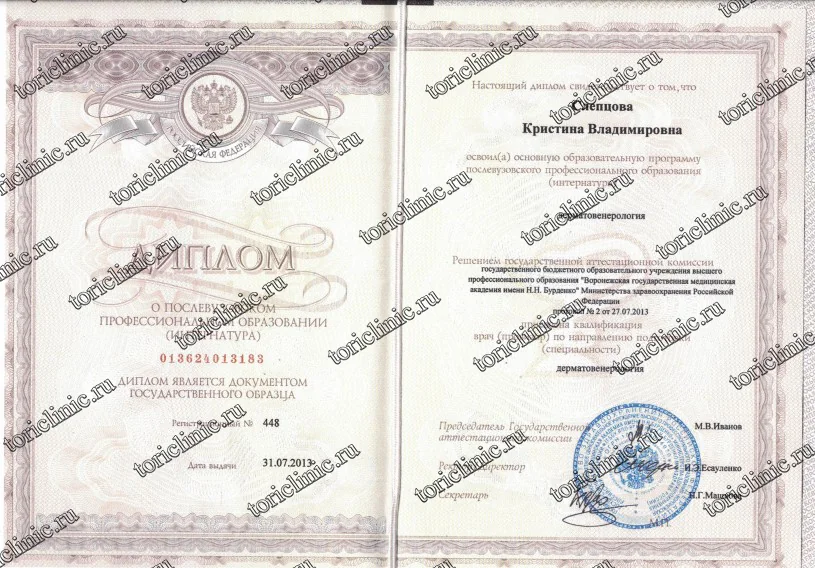 РОССИЙСКАЯ ФЕДЕРАЦИЯ
ДИПЛОМ
О ПОСЛЕВУЗОВСКОМ
ПРОФЕССИОНАЛЬНОМ ОБРАЗОВАНИИ
(ИНТЕРНАТУРА)
013624013183
ДИПЛОМ ЯВЛЯЕТСЯ ДОКУМЕНТОМ
ГОСУДАРСТВЕННОГО ОБРАЗЦА
Регистрационный № 448
Дата выдачи 31.07.2013
Настоящий диплом свидетельствует о том, что
Слепцова
Кристина Владимировна
освоил(а) основную образовательную программу
послевузовского профессионального образования
(интернатуры)
дерматовенерология
Решением государственной аттестационной комиссии
государственного бюджетного образовательного учреждения высшего
профессионального образования "Воронежская государственная медицинская
академия имени Н.Н. Бурденко" Министерства здравоохранения Российской
Федерации
протокол № 2 от 27.07.2013
присвоена квалификация
врач (провизор) по направлению подготовки
(специальности)
дерматовенерология
Председатель Государственной
аттестационной комиссии М.В.Иванов
Ректор/директор И.Э.Есауленко
Секретарь Н.Г.Машкова
М.П.
toriclinic.ru